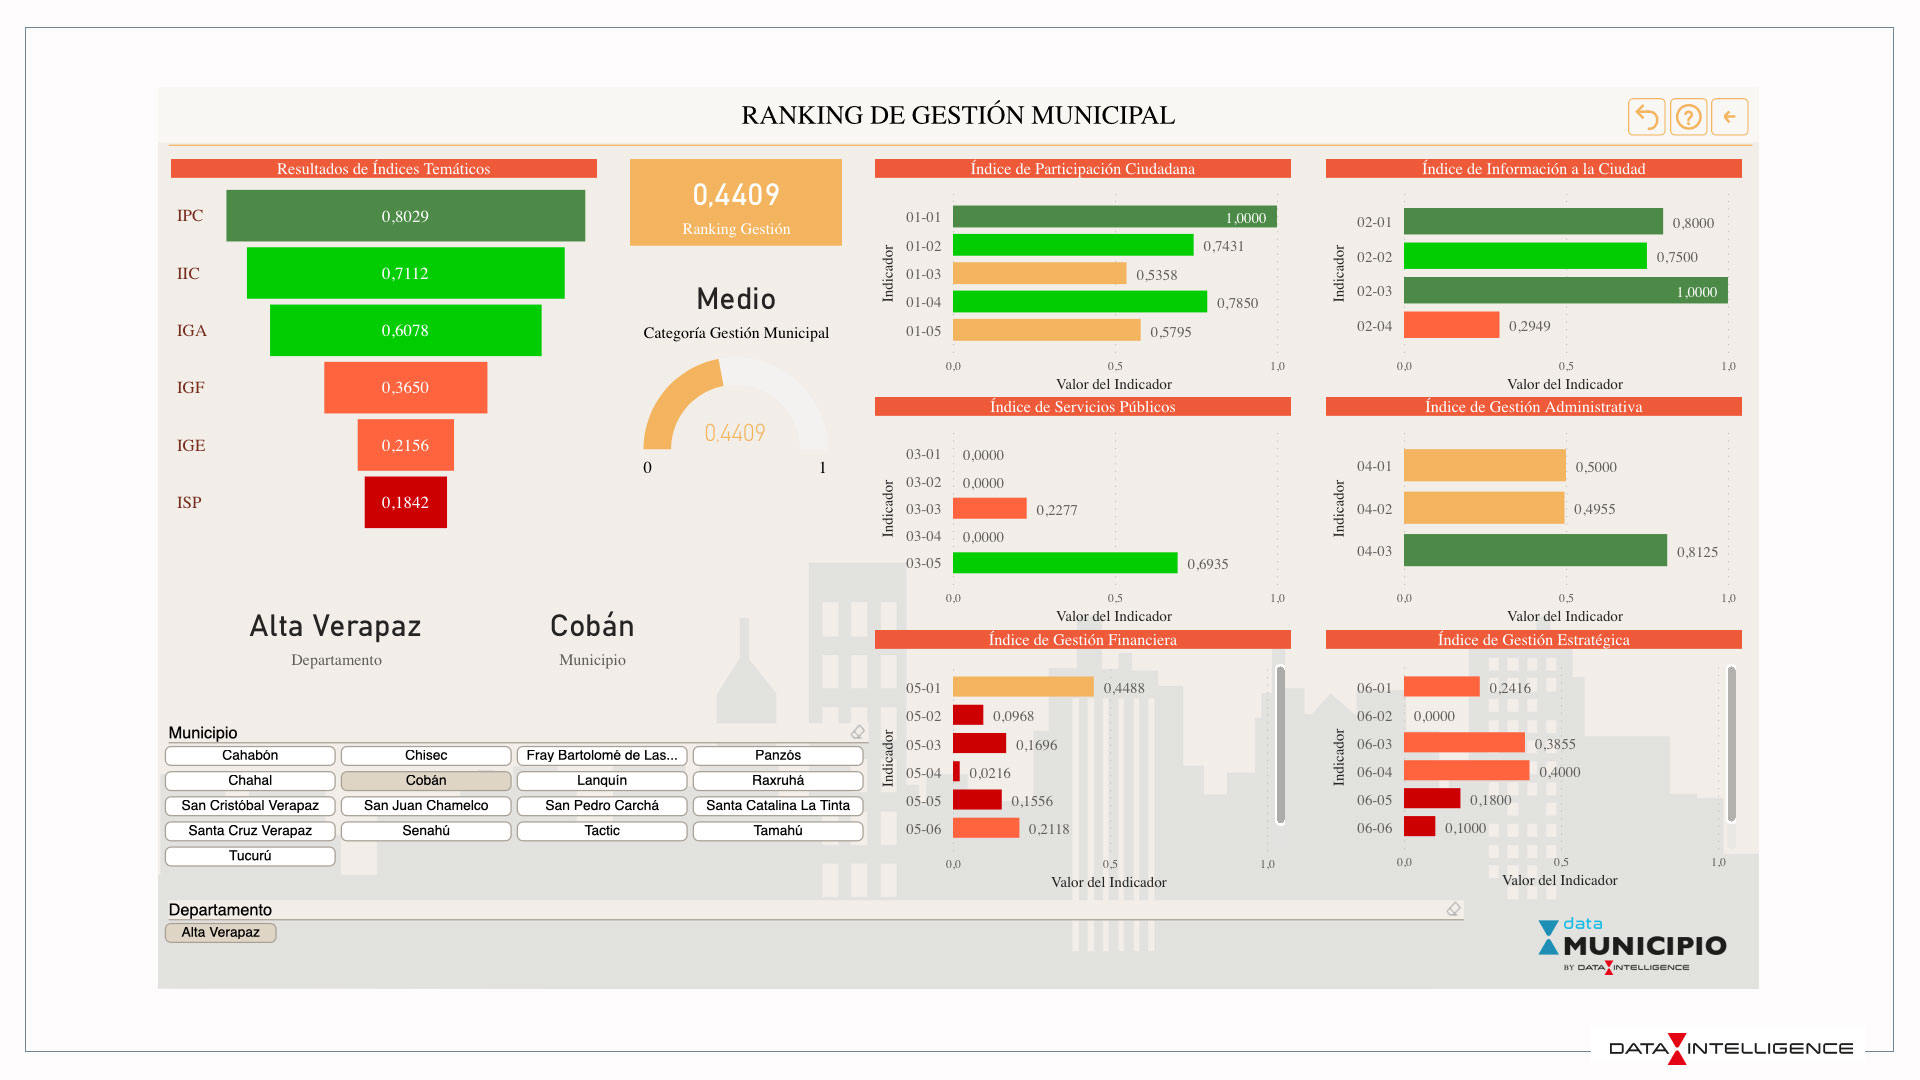 RANKING DE GESTIÓN MUNICIPAL
Resultados de Índices Temáticos
IPC 0,8029
IIC 0,7112
IGA 0,6078
IGF 0,3650
IGE 0,2156
ISP 0,1842
0,4409
Ranking Gestión
Medio
Categoría Gestión Municipal
0,4409
0 1
Alta Verapaz
Departamento
Cobán
Municipio
Índice de Participación Ciudadana
Indicador
01-01 1,0000
01-02 0,7431
01-03 0,5358
01-04 0,7850
01-05 0,5795
0,0 0,5 1,0
Valor del Indicador
Índice de Información a la Ciudad
Indicador
02-01 0,8000
02-02 0,7500
02-03 1,0000
02-04 0,2949
0,0 0,5 1,0
Valor del Indicador
Índice de Servicios Públicos
Indicador
03-01 0,0000
03-02 0,0000
03-03 0,2277
03-04 0,0000
03-05 0,6935
0,0 0,5 1,0
Valor del Indicador
Índice de Gestión Administrativa
Indicador
04-01 0,5000
04-02 0,4955
04-03 0,8125
0,0 0,5 1,0
Valor del Indicador
Índice de Gestión Financiera
Indicador
05-01 0,4488
05-02 0,0968
05-03 0,1696
05-04 0,0216
05-05 0,1556
05-06 0,2118
0,0 0,5 1,0
Valor del Indicador
Índice de Gestión Estratégica
Indicador
06-01 0,2416
06-02 0,0000
06-03 0,3855
06-04 0,4000
06-05 0,1800
06-06 0,1000
0,0 0,5 1,0
Valor del Indicador
Municipio
Cahabón Chisec Fray Bartolomé de Las... Panzós
Chahal Cobán Lanquín Raxruhá
San Cristóbal Verapaz San Juan Chamelco San Pedro Carchá Santa Catalina La Tinta
Santa Cruz Verapaz Senahú Tactic Tamahú
Tucurú
Departamento
Alta Verapaz
data
MUNICIPIO
BY DATA INTELLIGENCE
DATA INTELLIGENCE